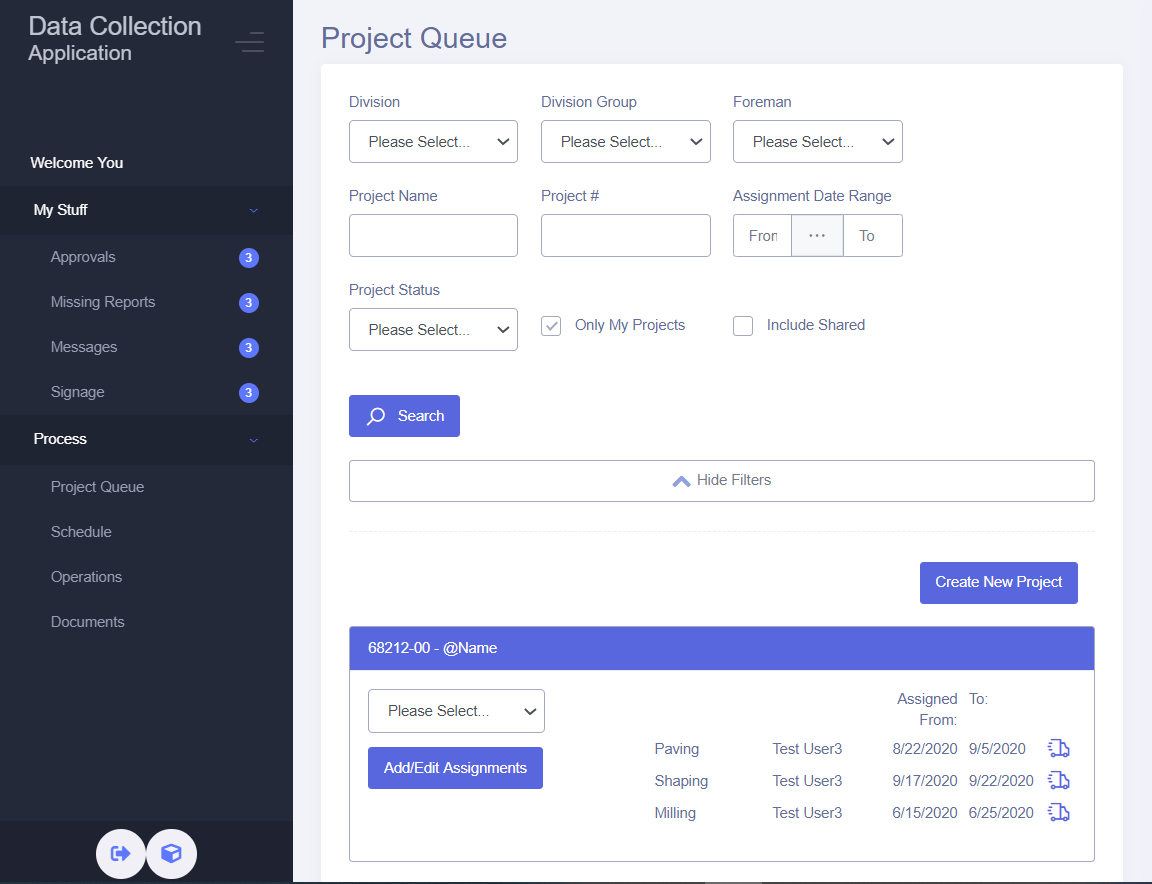 Data Collection
Application
Welcome You
My Stuff
Approvals 3
Missing Reports 3
Messages 3
Signage 3
Process
Project Queue
Schedule
Operations
Documents
Project Queue
Division Division Group Foreman
Please Select... Please Select... Please Select...
Project Name Project # Assignment Date Range
From ... To
Project Status
Please Select... Only My Projects Include Shared
Search
Hide Filters
Create New Project
68212-00 - @Name
Please Select...
Add/Edit Assignments
Assigned To:
From:
Paving Test User3 8/22/2020 9/5/2020
Shaping Test User3 9/17/2020 9/22/2020
Milling Test User3 6/15/2020 6/25/2020